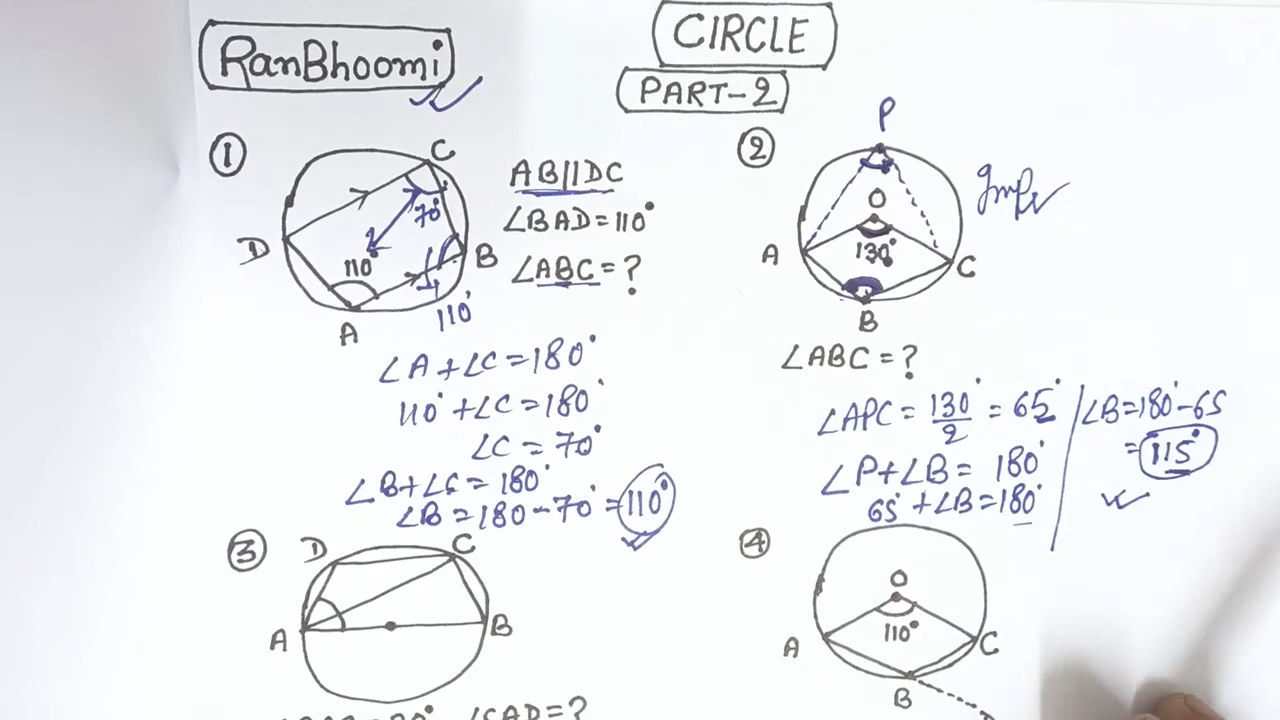 RanBhoomi
CIRCLE
PART-2
①
C
D
B
A
70°
110°
110°
AB||DC
∠BAD=110°
∠ABC=?
∠A+∠C=180°
110°+∠C=180°
∠C=70°
∠B+∠C=180°
∠B=180-70°=110°
②
P
O
A
C
B
130°
∠ABC=?
∠APC=130°/2=65°
∠P+∠B=180°
65°+∠B=180°
∠B=180°-65
=115°
③
D
C
A
B
∠CAD=?
④
O
110°
A
C
B